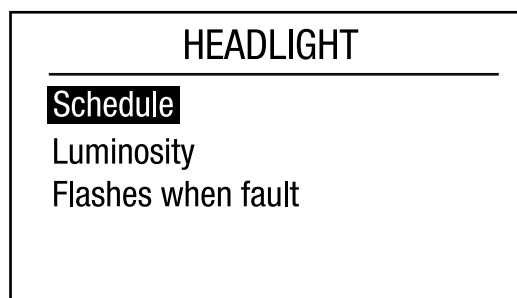 HEADLIGHT
Schedule
Luminosity
Flashes when fault